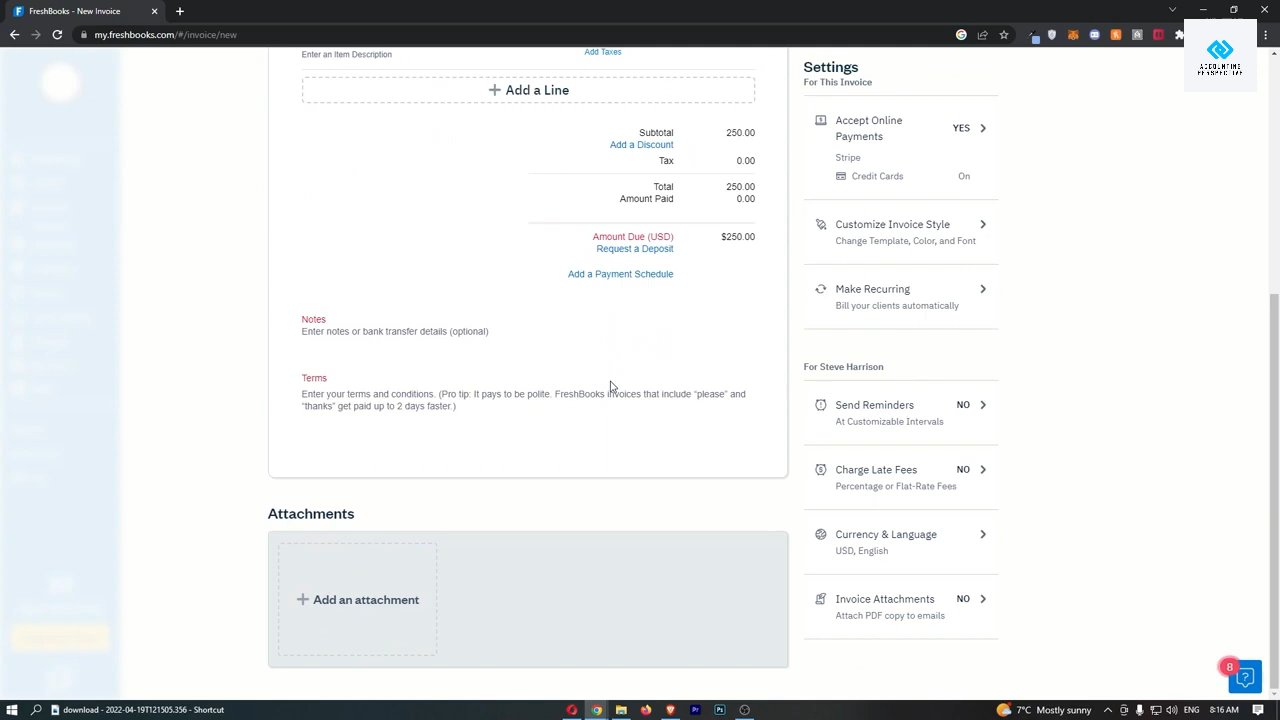 (8) Invoices - FreshBooks
my.freshbooks.com/#/invoice/new
Enter an Item Description
Add Taxes
Add a Line
Subtotal 250.00
Add a Discount
Tax 0.00
Total 250.00
Amount Paid 0.00
Amount Due (USD) $250.00
Request a Deposit
Add a Payment Schedule
Notes
Enter notes or bank transfer details (optional)
Terms
Enter your terms and conditions. (Pro tip: It pays to be polite. FreshBooks invoices that include “please” and
“thanks” get paid up to 2 days faster.)
Attachments
Add an attachment
Settings
For This Invoice
Accept Online
Payments YES
Stripe
Credit Cards On
Customize Invoice Style
Change Template, Color, and Font
Make Recurring
Bill your clients automatically
For Steve Harrison
Send Reminders NO
At Customizable Intervals
Charge Late Fees NO
Percentage or Flat-Rate Fees
Currency & Language
USD, English
Invoice Attachments NO
Attach PDF copy to emails
8
download - 2022-04-19T121505.356 - Shortcut
7°C Mostly sunny
ENG 8:16 AM